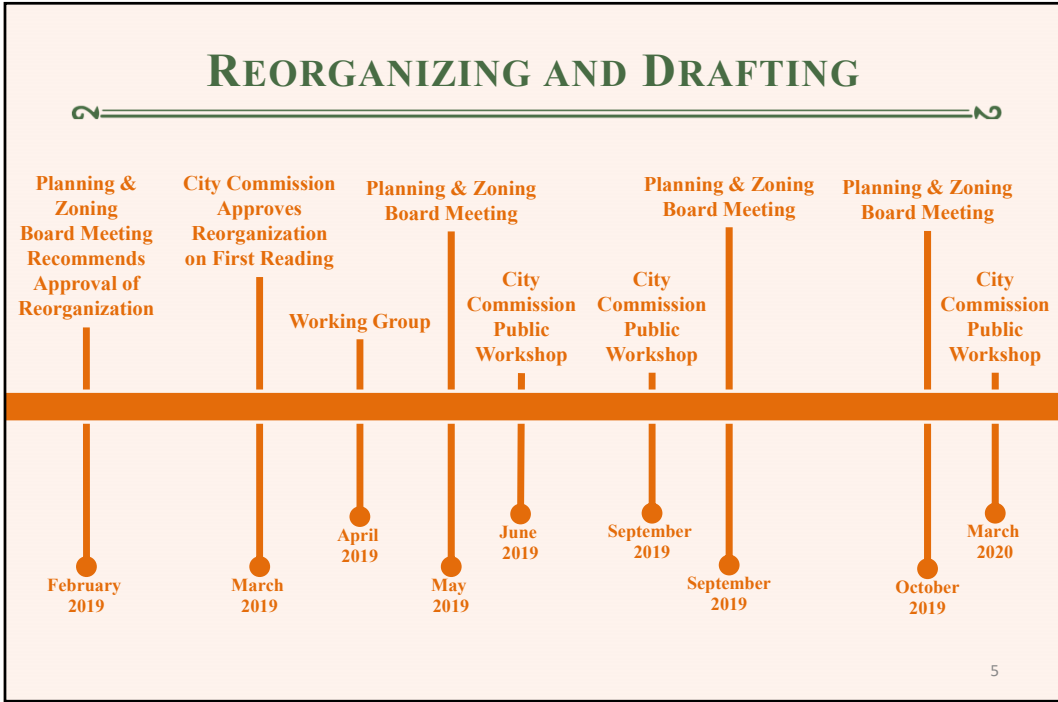 REORGANIZING AND DRAFTING
Planning &
Zoning
Board Meeting
Recommends
Approval of
Reorganization
February
2019
City Commission
Approves
Reorganization
on First Reading
March
2019
Working Group
April
2019
Planning & Zoning
Board Meeting
May
2019
City
Commission
Public
Workshop
June
2019
City
Commission
Public
Workshop
September
2019
Planning & Zoning
Board Meeting
September
2019
Planning & Zoning
Board Meeting
October
2019
City
Commission
Public
Workshop
March
2020
5